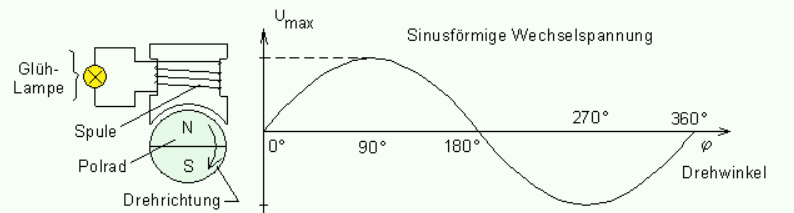 Glüh-
Lampe
Spule
Polrad
N
S
Drehrichtung
Umax
Sinusförmige Wechselspannung
0°
90°
180°
270°
360°
φ
Drehwinkel